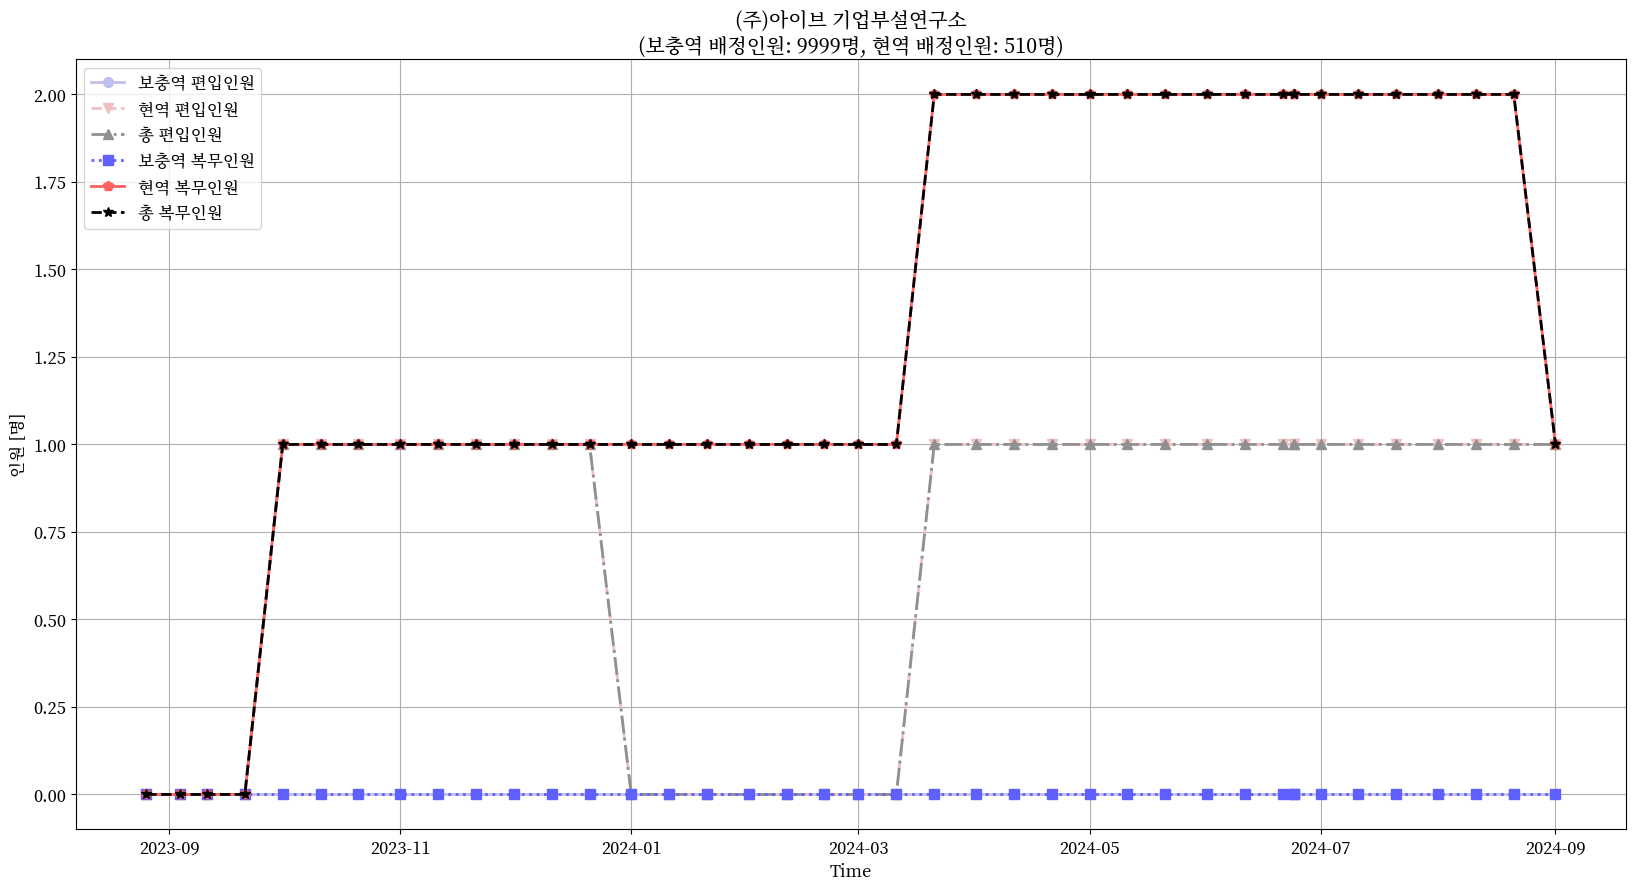 (주)아이브 기업부설연구소
(보충역 배정인원: 9999명, 현역 배정인원: 510명)
보충역 편입인원
현역 편입인원
총 편입인원
보충역 복무인원
현역 복무인원
총 복무인원
인원 [명]
2.00
1.75
1.50
1.25
1.00
0.75
0.50
0.25
0.00
2023-09 2023-11 2024-01 2024-03 2024-05 2024-07 2024-09
Time